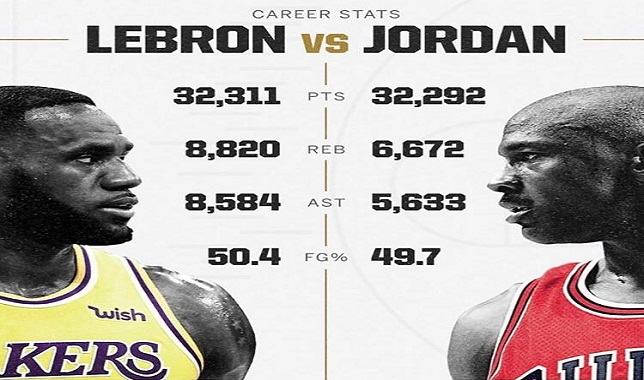 CAREER STATS
LEBRON VS JORDAN
32,311 PTS 32,292
8,820 REB 6,672
8,584 AST 5,633
50.4 FG% 49.7
wish
KERS